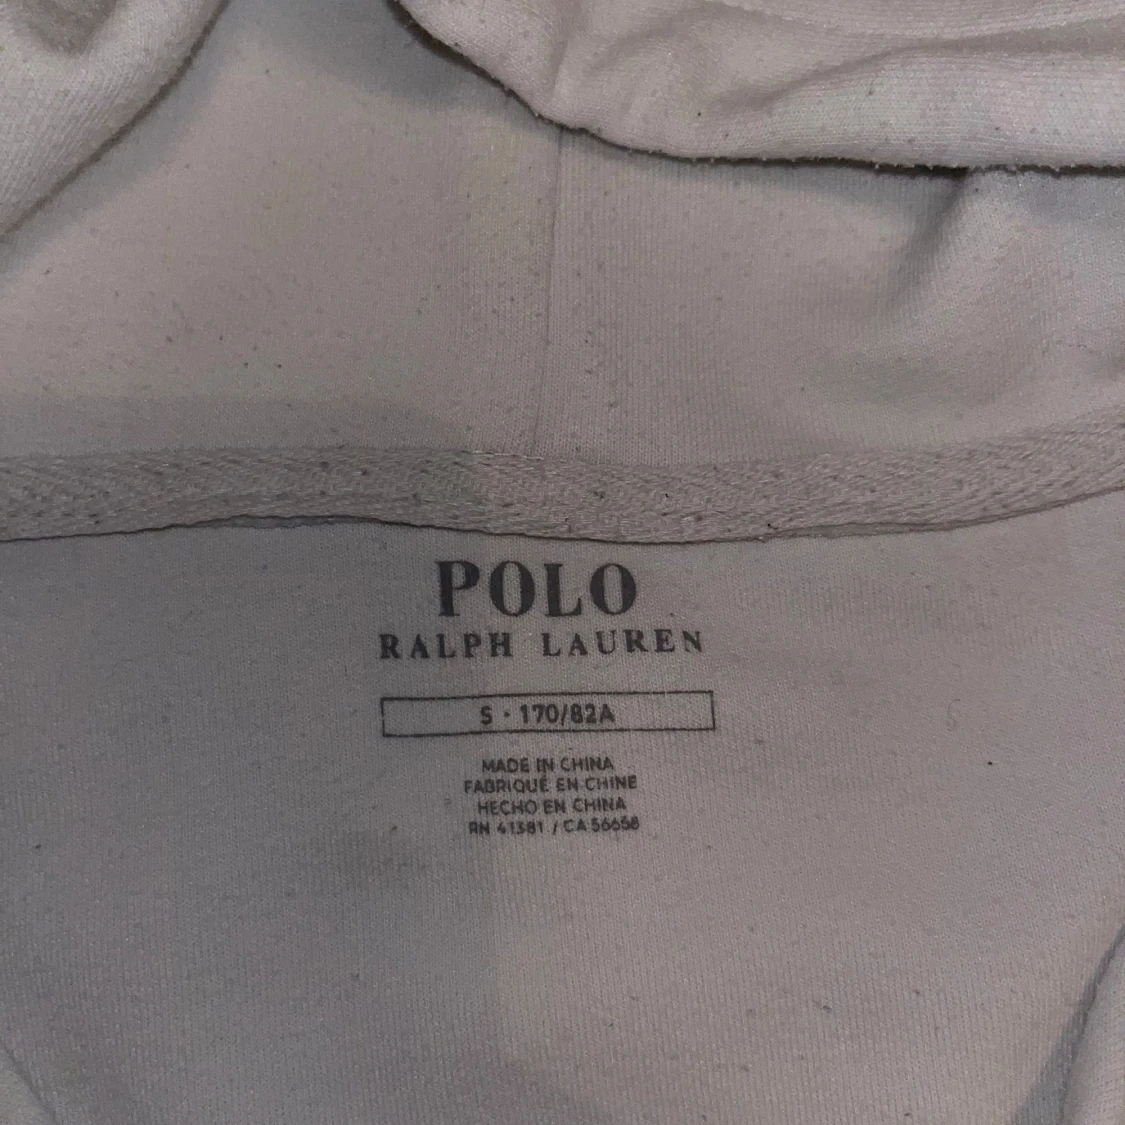 POLO
RALPH LAUREN
S · 170/82A
MADE IN CHINA
FABRIQUÉ EN CHINE
HECHO EN CHINA
RN 41381 / CA 56658